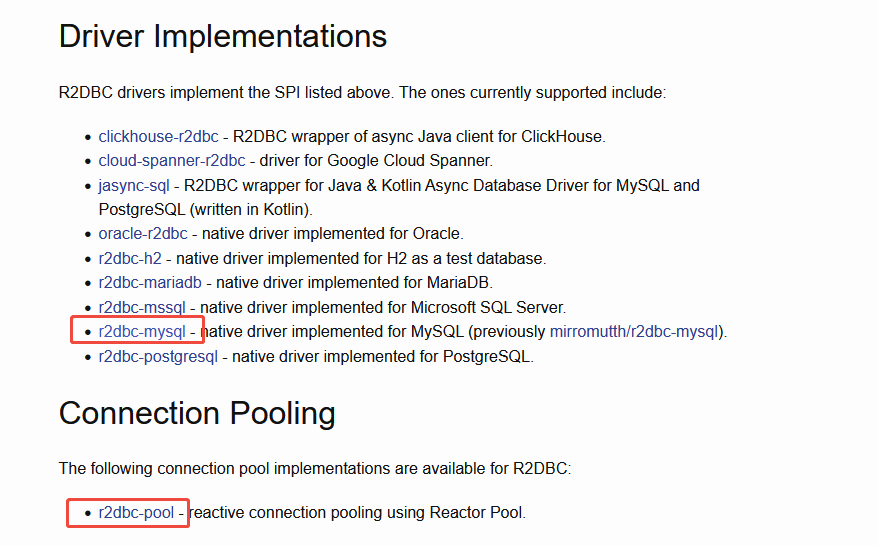 Driver Implementations
R2DBC drivers implement the SPI listed above. The ones currently supported include:
• clickhouse-r2dbc - R2DBC wrapper of async Java client for ClickHouse.
• cloud-spanner-r2dbc - driver for Google Cloud Spanner.
• jasync-sql - R2DBC wrapper for Java & Kotlin Async Database Driver for MySQL and
PostgreSQL (written in Kotlin).
• oracle-r2dbc - native driver implemented for Oracle.
• r2dbc-h2 - native driver implemented for H2 as a test database.
• r2dbc-mariadb - native driver implemented for MariaDB.
• r2dbc-mssql - native driver implemented for Microsoft SQL Server.
• r2dbc-mysql - native driver implemented for MySQL (previously mirromutth/r2dbc-mysql).
• r2dbc-postgresql - native driver implemented for PostgreSQL.
Connection Pooling
The following connection pool implementations are available for R2DBC:
• r2dbc-pool - reactive connection pooling using Reactor Pool.